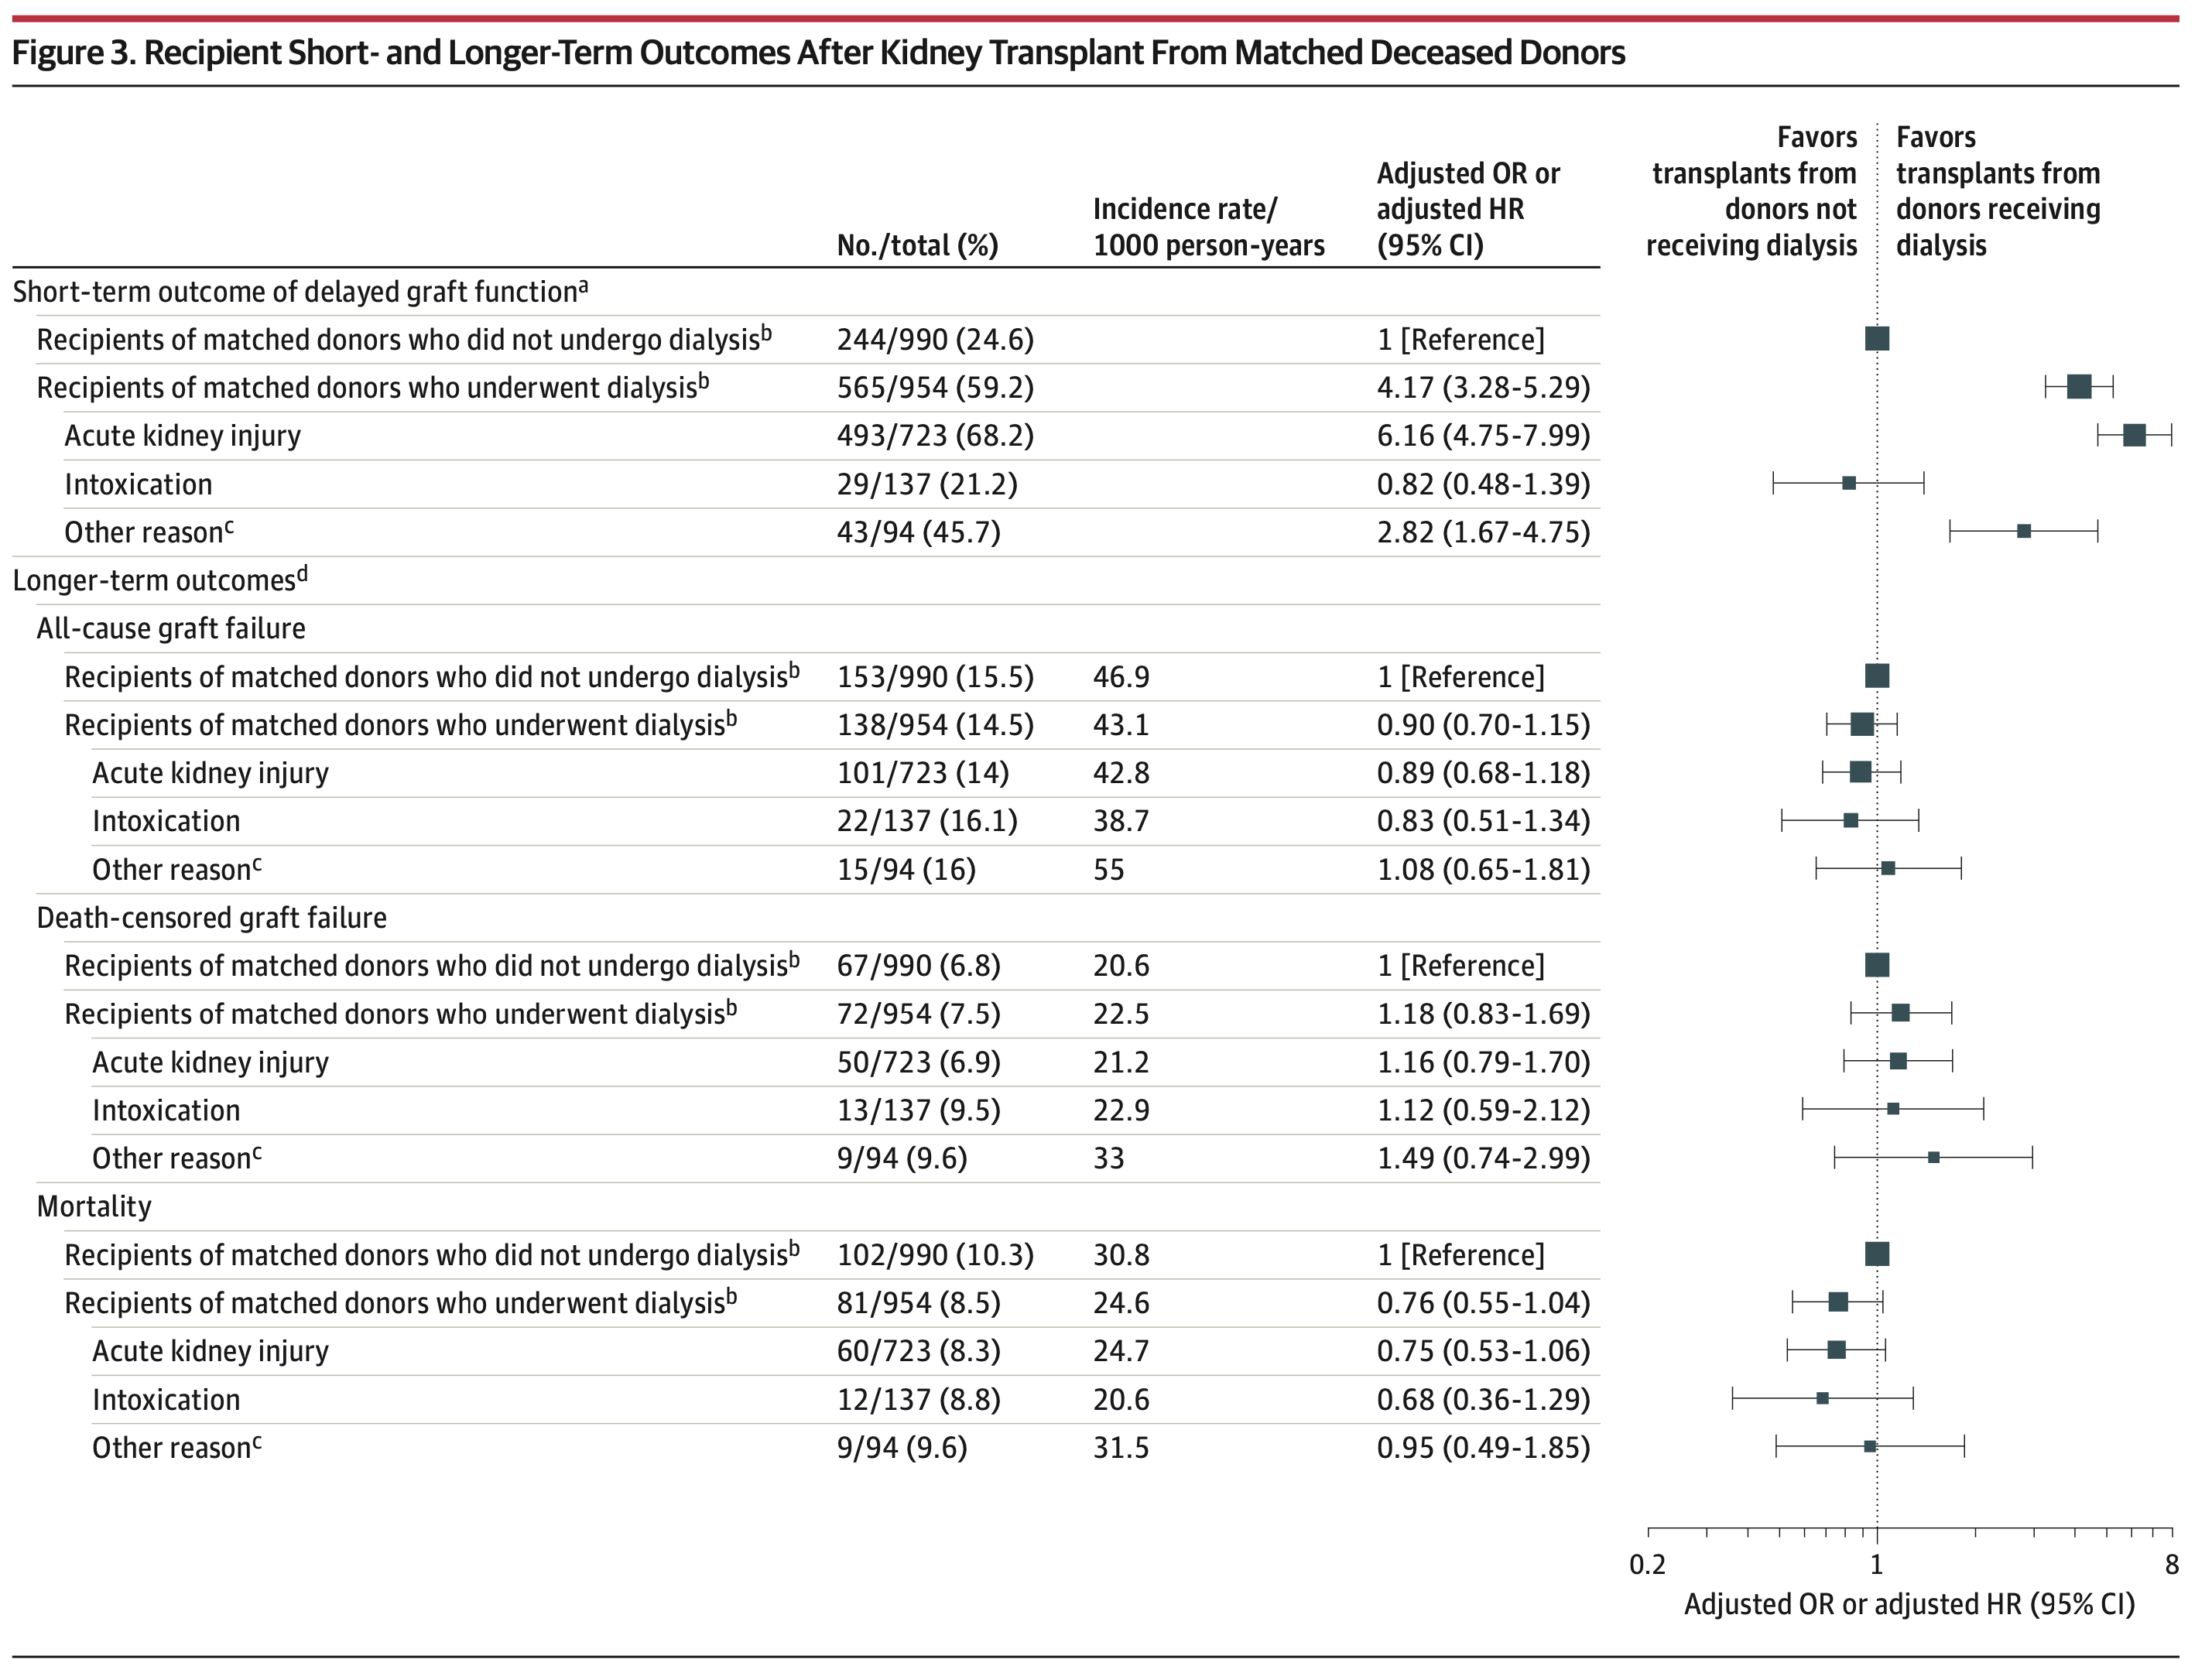 Figure 3. Recipient Short- and Longer-Term Outcomes After Kidney Transplant From Matched Deceased Donors
No./total (%)
Incidence rate/
1000 person-years
Adjusted OR or
adjusted HR
(95% CI)
Favors
transplants from
donors not
receiving dialysis
Favors
transplants from
donors receiving
dialysis
Short-term outcome of delayed graft functionᵃ
Recipients of matched donors who did not undergo dialysisᵇ 244/990 (24.6) 1 [Reference]
Recipients of matched donors who underwent dialysisᵇ 565/954 (59.2) 4.17 (3.28-5.29)
Acute kidney injury 493/723 (68.2) 6.16 (4.75-7.99)
Intoxication 29/137 (21.2) 0.82 (0.48-1.39)
Other reasonᶜ 43/94 (45.7) 2.82 (1.67-4.75)
Longer-term outcomesᵈ
All-cause graft failure
Recipients of matched donors who did not undergo dialysisᵇ 153/990 (15.5) 46.9 1 [Reference]
Recipients of matched donors who underwent dialysisᵇ 138/954 (14.5) 43.1 0.90 (0.70-1.15)
Acute kidney injury 101/723 (14) 42.8 0.89 (0.68-1.18)
Intoxication 22/137 (16.1) 38.7 0.83 (0.51-1.34)
Other reasonᶜ 15/94 (16) 55 1.08 (0.65-1.81)
Death-censored graft failure
Recipients of matched donors who did not undergo dialysisᵇ 67/990 (6.8) 20.6 1 [Reference]
Recipients of matched donors who underwent dialysisᵇ 72/954 (7.5) 22.5 1.18 (0.83-1.69)
Acute kidney injury 50/723 (6.9) 21.2 1.16 (0.79-1.70)
Intoxication 13/137 (9.5) 22.9 1.12 (0.59-2.12)
Other reasonᶜ 9/94 (9.6) 33 1.49 (0.74-2.99)
Mortality
Recipients of matched donors who did not undergo dialysisᵇ 102/990 (10.3) 30.8 1 [Reference]
Recipients of matched donors who underwent dialysisᵇ 81/954 (8.5) 24.6 0.76 (0.55-1.04)
Acute kidney injury 60/723 (8.3) 24.7 0.75 (0.53-1.06)
Intoxication 12/137 (8.8) 20.6 0.68 (0.36-1.29)
Other reasonᶜ 9/94 (9.6) 31.5 0.95 (0.49-1.85)
0.2 1 8
Adjusted OR or adjusted HR (95% CI)